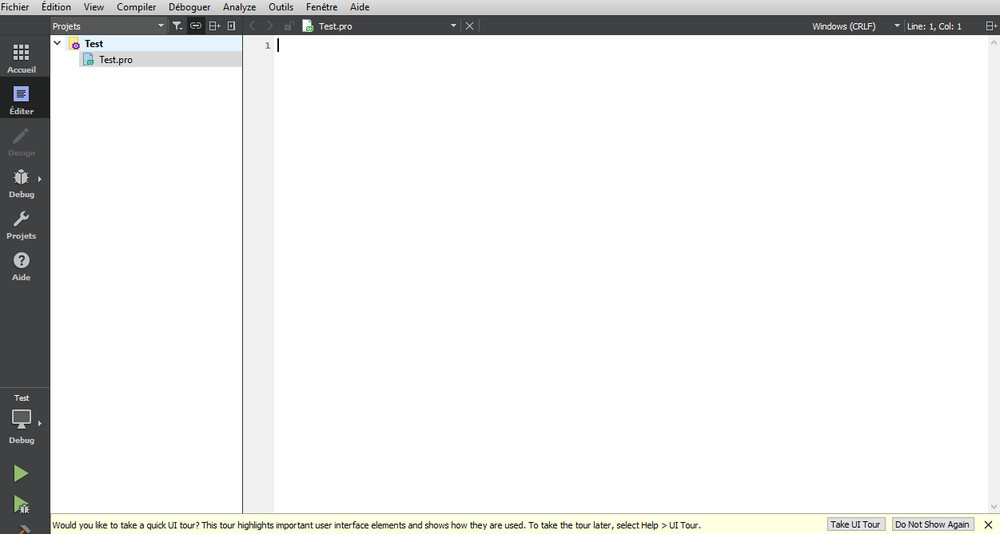 Fichier Édition View Compiler Déboguer Analyze Outils Fenêtre Aide
Projets Test.pro Windows (CRLF) Line: 1, Col: 1
Test
Test.pro
1
Accueil
Éditer
Design
Debug
Projets
? Aide
Test
Debug
Would you like to take a quick UI tour? This tour highlights important user interface elements and shows how they are used. To take the tour later, select Help > UI Tour. Take UI Tour Do Not Show Again